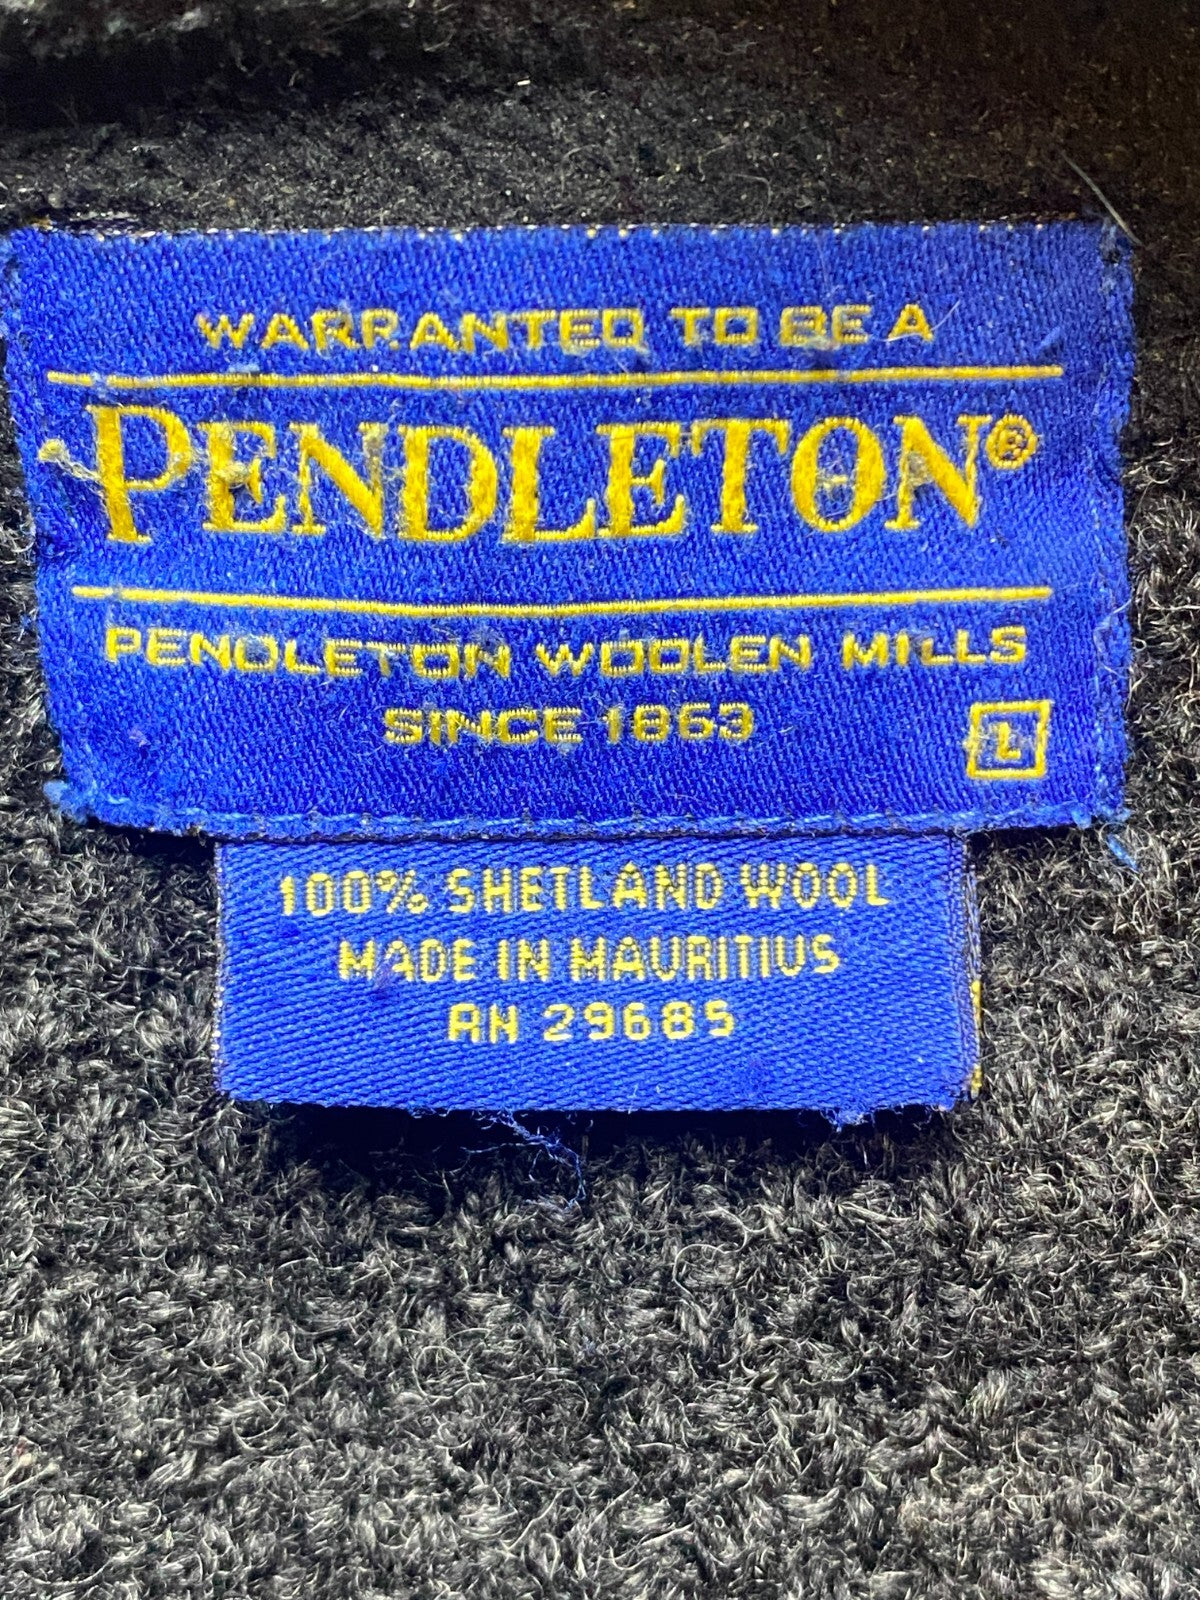 WARRANTED TO BE A
PENDLETON®
PENDLETON WOOLEN MILLS
SINCE 1863
L
100% SHETLAND WOOL
MADE IN MAURITIUS
RN 29685